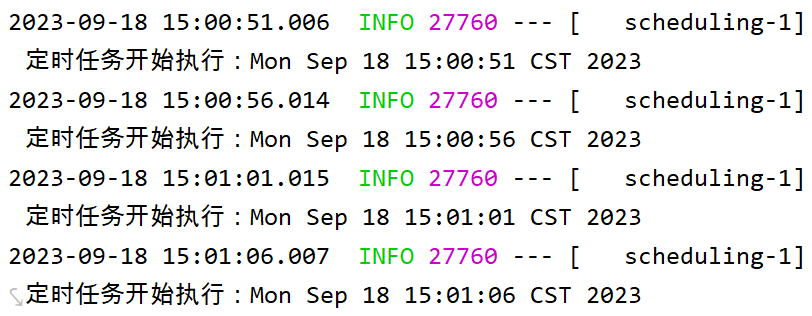 2023-09-18 15:00:51.006  INFO 27760 --- [   scheduling-1]
定时任务开始执行：Mon Sep 18 15:00:51 CST 2023
2023-09-18 15:00:56.014  INFO 27760 --- [   scheduling-1]
定时任务开始执行：Mon Sep 18 15:00:56 CST 2023
2023-09-18 15:01:01.015  INFO 27760 --- [   scheduling-1]
定时任务开始执行：Mon Sep 18 15:01:01 CST 2023
2023-09-18 15:01:06.007  INFO 27760 --- [   scheduling-1]
定时任务开始执行：Mon Sep 18 15:01:06 CST 2023